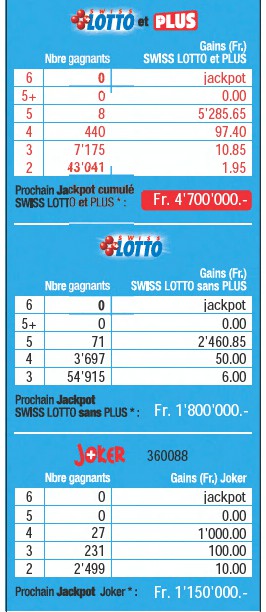 SWISS
LOTTO et PLUS
Gains (Fr.)
Nbre gagnants SWISS LOTTO et PLUS
6 0 jackpot
5+ 0 0.00
5 8 5'285.65
4 440 97.40
3 7'175 10.85
2 43'041 1.95
Prochain Jackpot cumulé
SWISS LOTTO et PLUS * : Fr. 4'700'000.-
SWISS
LOTTO
Gains (Fr.)
Nbre gagnants SWISS LOTTO sans PLUS
6 0 jackpot
5+ 0 0.00
5 71 2'460.85
4 3'697 50.00
3 54'915 6.00
Prochain Jackpot
SWISS LOTTO sans PLUS * : Fr. 1'800'000.-
JOKER 360088
Nbre gagnants Gains (Fr.) Joker
6 0 jackpot
5 0 0.00
4 27 1'000.00
3 231 100.00
2 2'499 10.00
Prochain Jackpot Joker * : Fr. 1'150'000.-